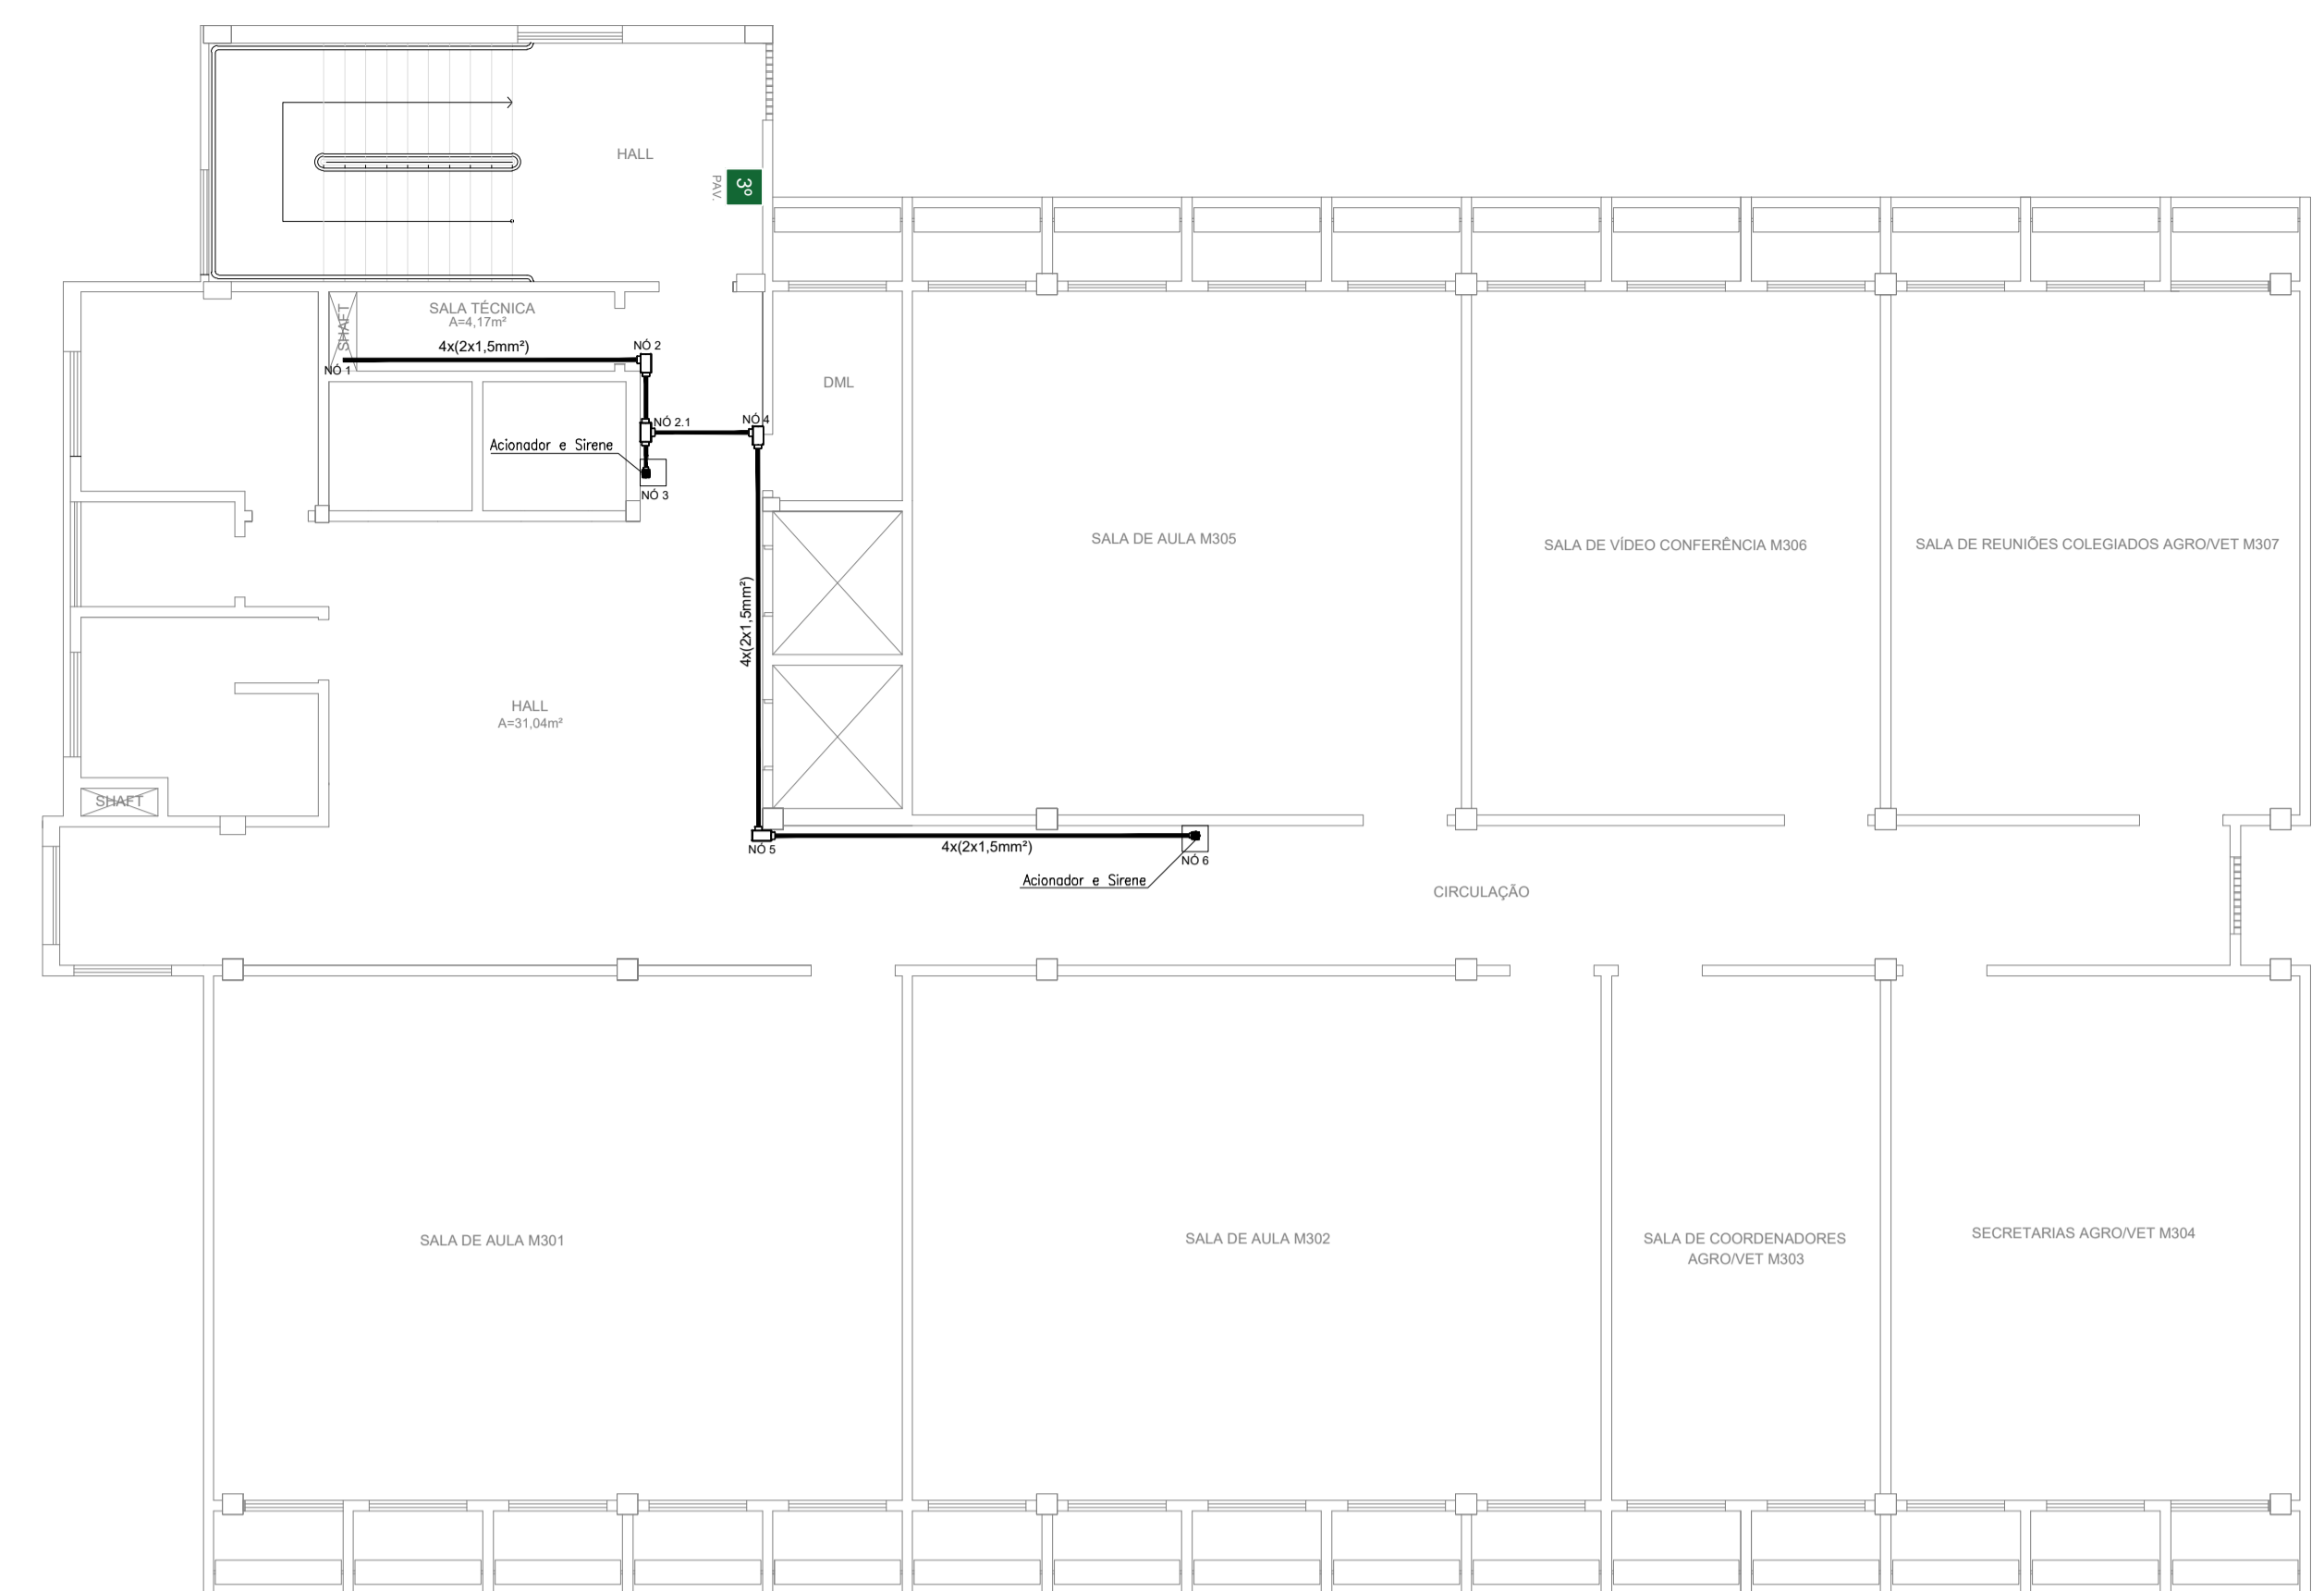 HALL
3º
PAV.
SHAFT
SALA TÉCNICA
A=4,17m²
4x(2x1,5mm²)
NÓ 2
NÓ 1
DML
NÓ 2.1
NÓ 4
Acionador e Sirene
NÓ 3
SALA DE AULA M305
SALA DE VÍDEO CONFERÊNCIA M306
SALA DE REUNIÕES COLEGIADOS AGRO/VET M307
4x(2x1,5mm²)
HALL
A=31,04m²
SHAFT
NÓ 5
4x(2x1,5mm²)
NÓ 6
Acionador e Sirene
CIRCULAÇÃO
SALA DE AULA M301
SALA DE AULA M302
SALA DE COORDENADORES
AGRO/VET M303
SECRETARIAS AGRO/VET M304